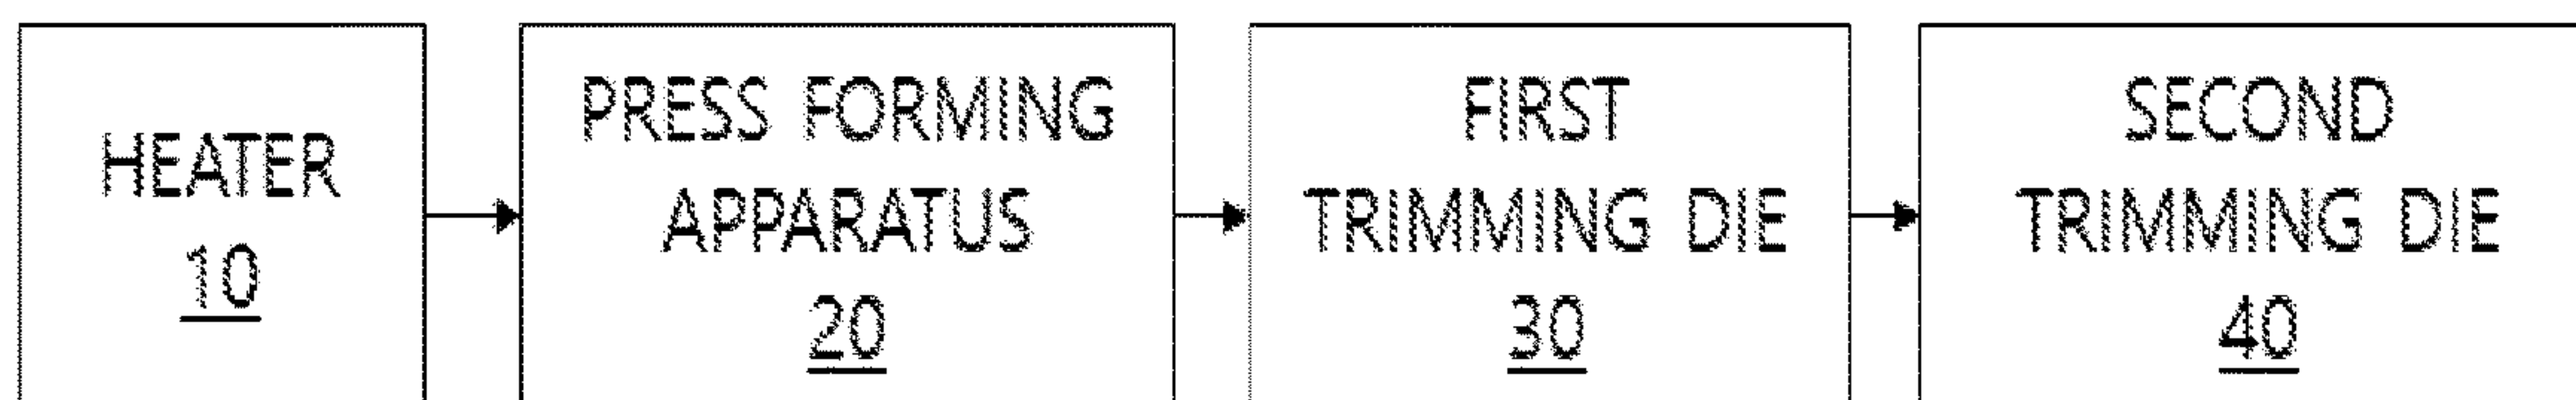 HEATER
10
PRESS FORMING
APPARATUS
20
FIRST
TRIMMING DIE
30
SECOND
TRIMMING DIE
40